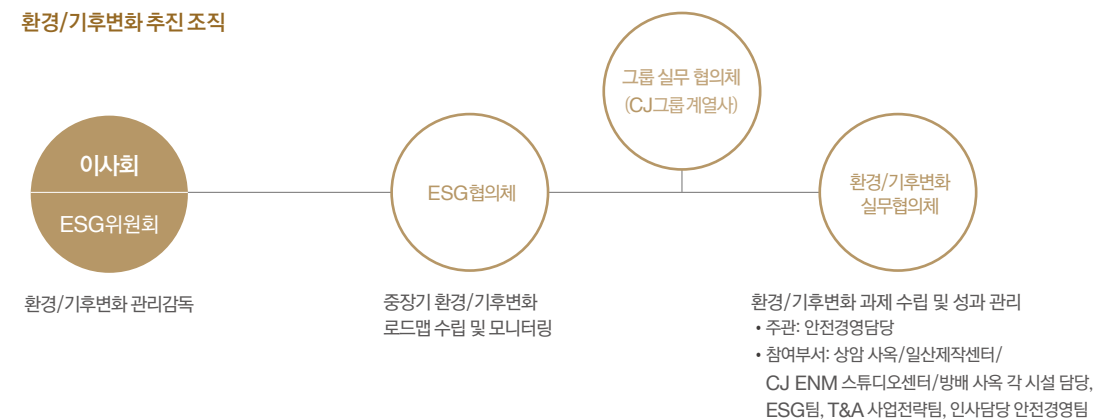 환경/기후변화 추진 조직
그룹 실무 협의체
(CJ그룹 계열사)
이사회
ESG위원회
ESG협의체
환경/기후변화
실무협의체
환경/기후변화 관리감독
중장기 환경/기후변화
로드맵 수립 및 모니터링
환경/기후변화 과제 수립 및 성과 관리
• 주관: 안전경영담당
• 참여부서: 상암 사옥/일산제작센터/
CJ ENM 스튜디오센터/방배 사옥 각 시설 담당,
ESG팀, T&A 사업전략팀, 인사담당 안전경영팀